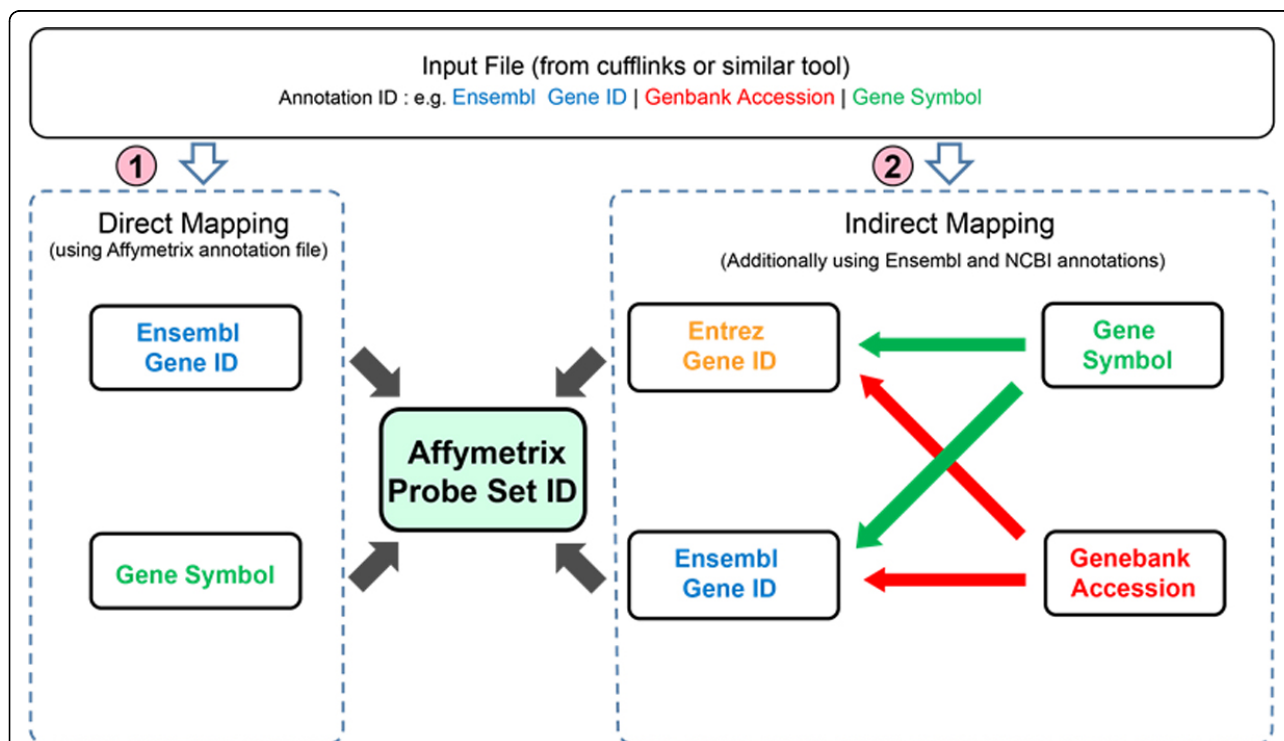 Input File (from cufflinks or similar tool)
Annotation ID : e.g. Ensembl Gene ID | Genbank Accession | Gene Symbol
1
2
Direct Mapping
(using Affymetrix annotation file)
Indirect Mapping
(Additionally using Ensembl and NCBI annotations)
Ensembl
Gene ID
Entrez
Gene ID
Gene
Symbol
Affymetrix
Probe Set ID
Gene Symbol
Ensembl
Gene ID
Genebank
Accession